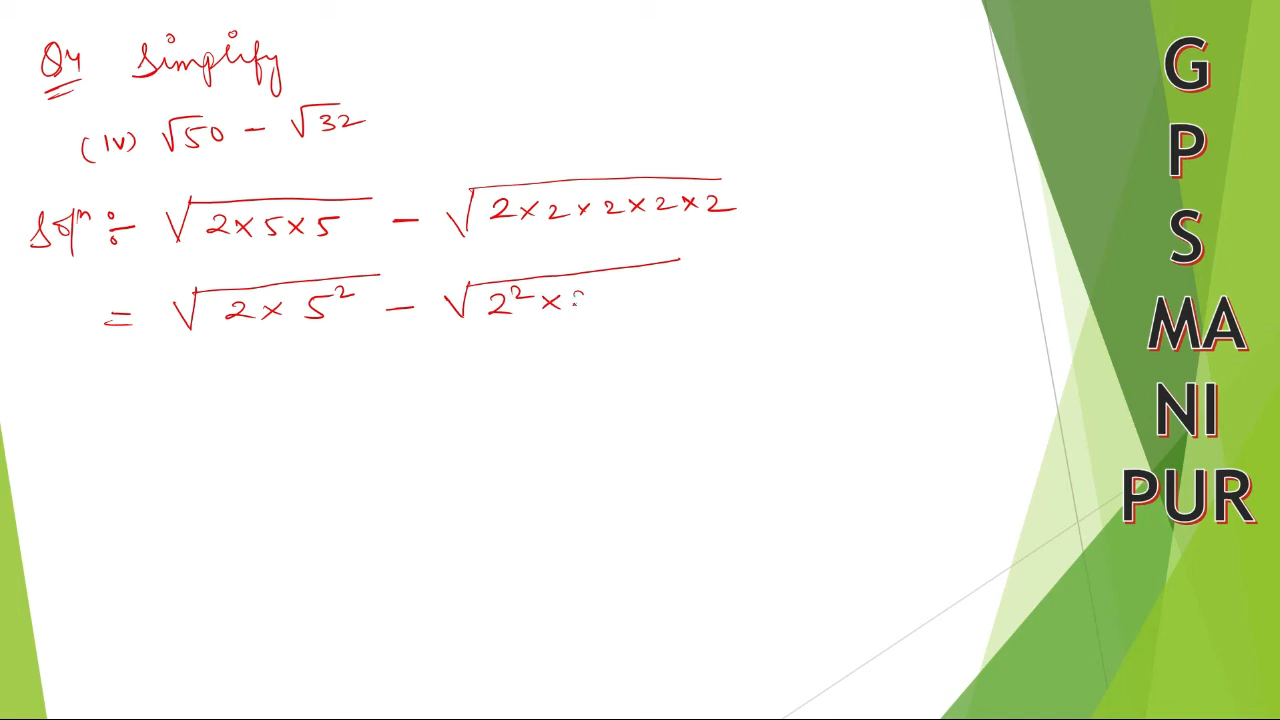 Q4 Simplify
(iv) √50 - √32
Solⁿ ÷ √2×5×5 - √2×2×2×2×2
= √2×5² - √2²×
G
P
S
MA
NI
PUR